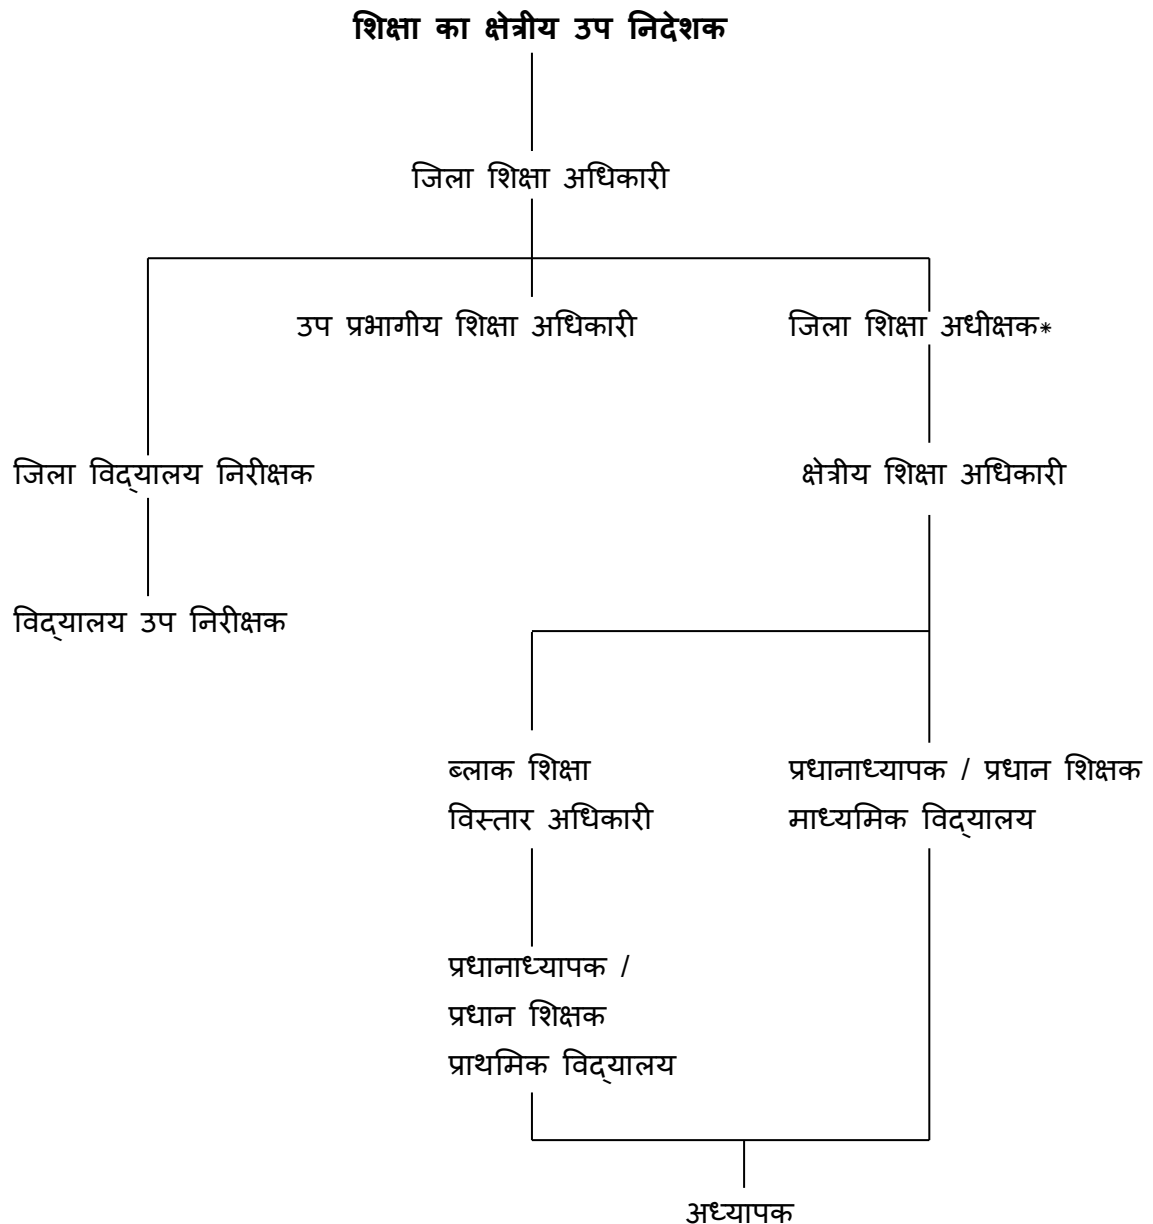 शिक्षा का क्षेत्रीय उप निदेशक
जिला शिक्षा अधिकारी
उप प्रभागीय शिक्षा अधिकारी
जिला शिक्षा अधीक्षक*
जिला विद्यालय निरीक्षक
क्षेत्रीय शिक्षा अधिकारी
विद्यालय उप निरीक्षक
ब्लाक शिक्षा
विस्तार अधिकारी
प्रधानाध्यापक / प्रधान शिक्षक
माध्यमिक विद्यालय
प्रधानाध्यापक /
प्रधान शिक्षक
प्राथमिक विद्यालय
अध्यापक